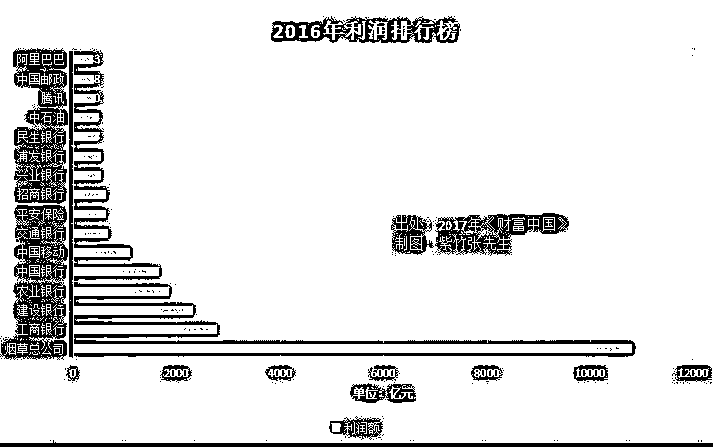 2016年利润排行榜
阿里巴巴
中国邮政
腾讯
中石油
民生银行
浦发银行
兴业银行
招商银行
平安保险
交通银行
中国移动
中国银行
农业银行
建设银行
工商银行
烟草总公司
出处：2017年<财富中国>
制图：紫竹张先生
0 2000 4000 6000 8000 10000 12000
单位：亿元
利润额